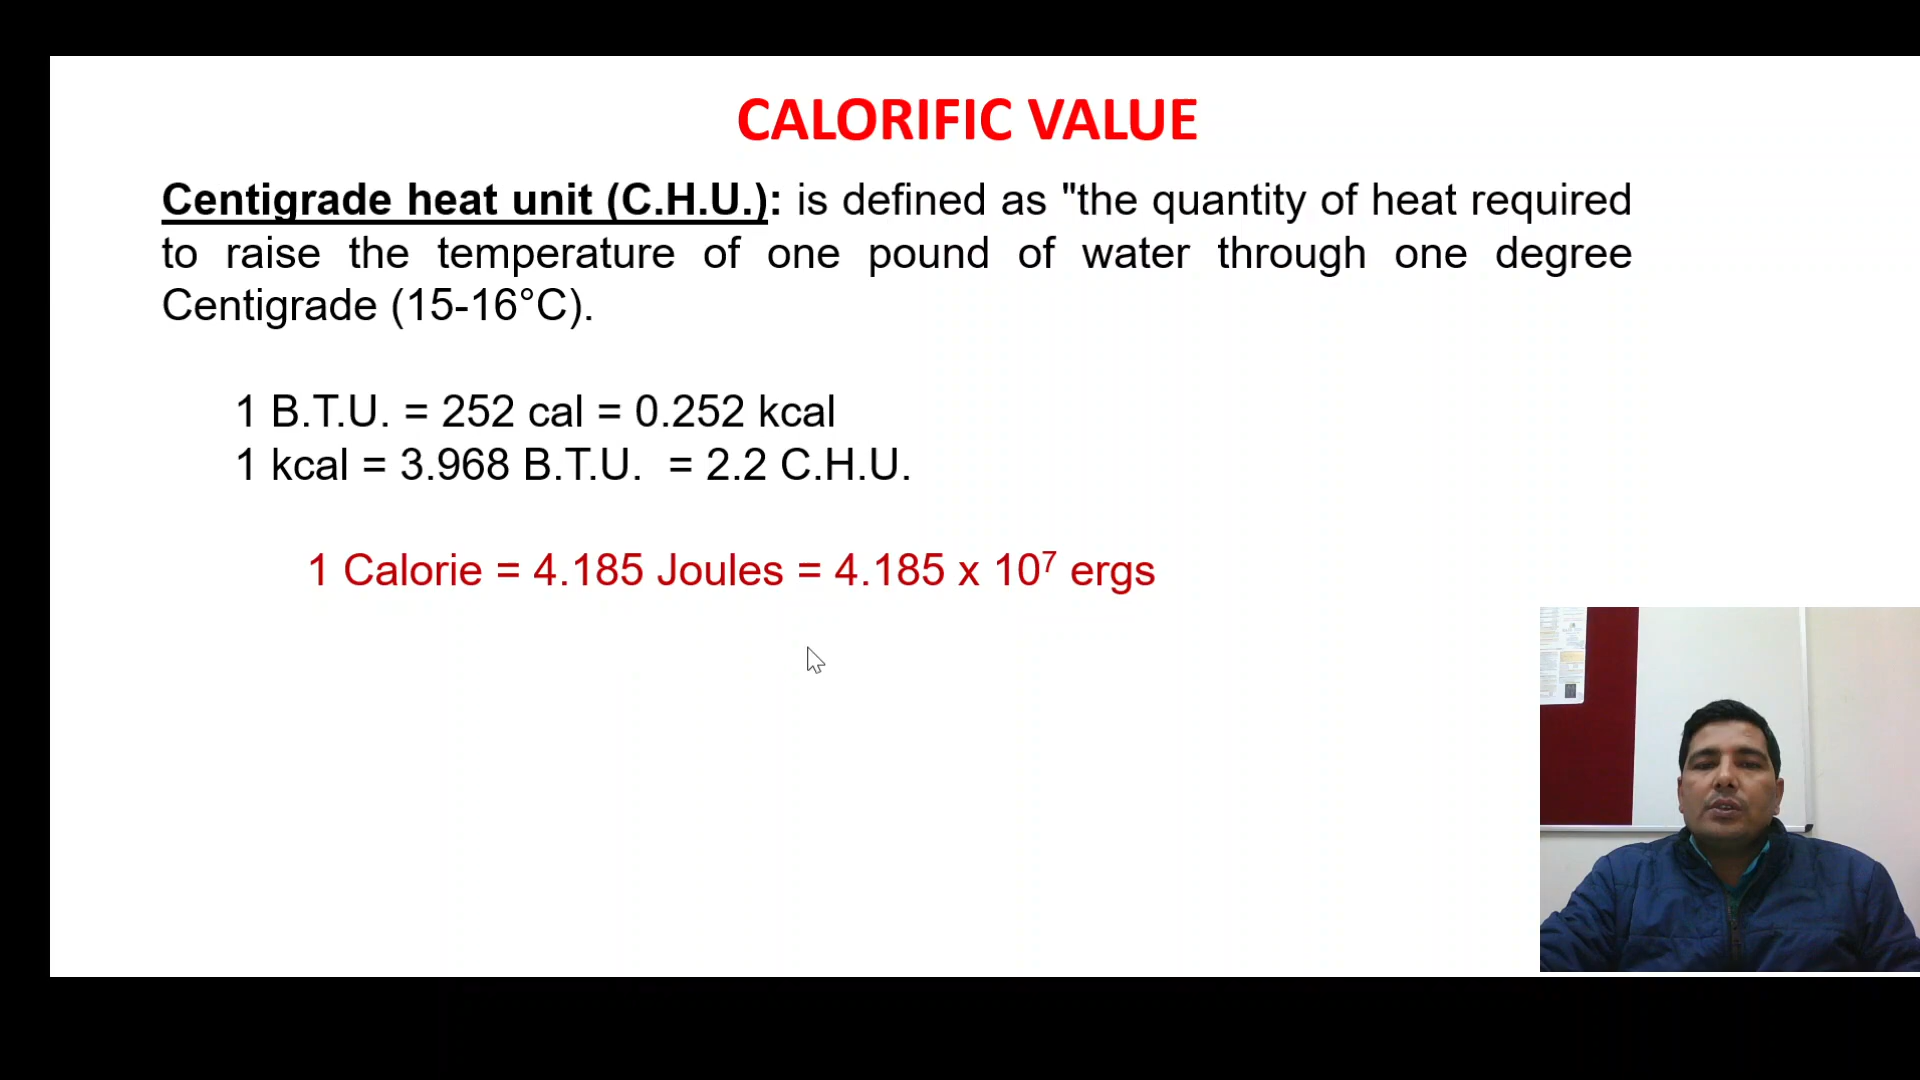 CALORIFIC VALUE
Centigrade heat unit (C.H.U.): is defined as "the quantity of heat required
to raise the temperature of one pound of water through one degree
Centigrade (15-16°C).
1 B.T.U. = 252 cal = 0.252 kcal
1 kcal = 3.968 B.T.U. = 2.2 C.H.U.
1 Calorie = 4.185 Joules = 4.185 x 10⁷ ergs